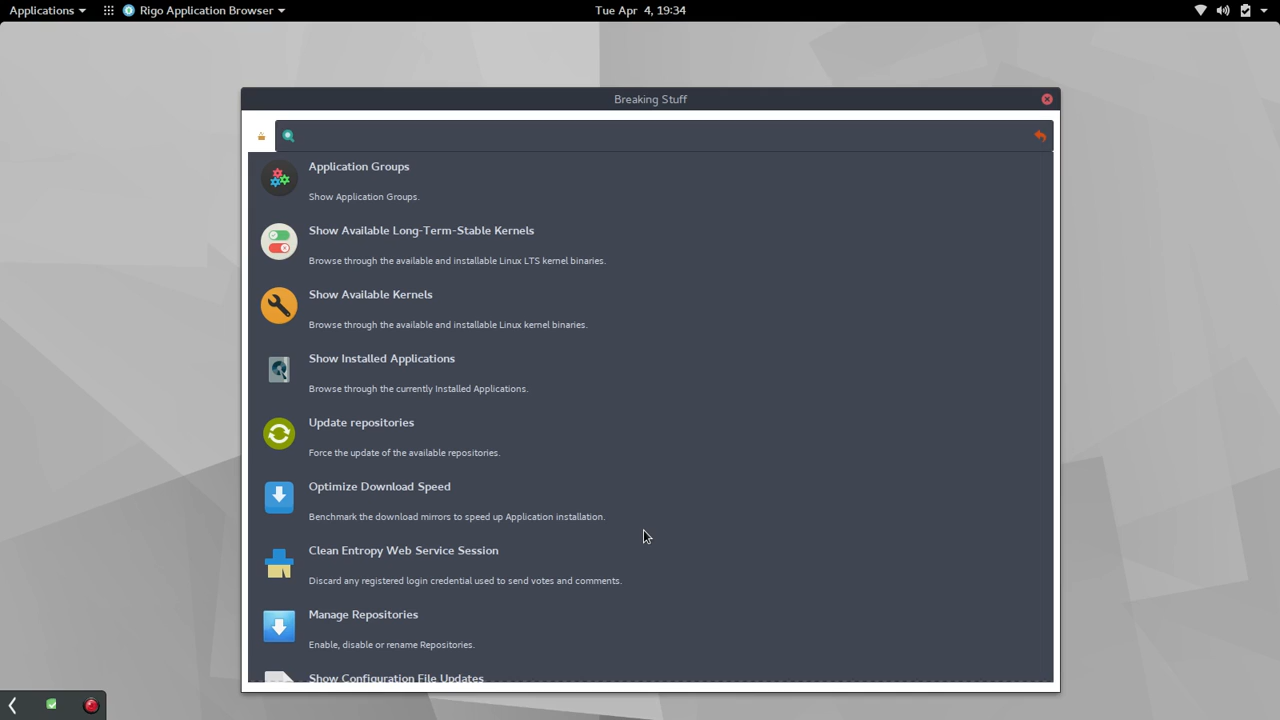 Applications
Rigo Application Browser
Tue Apr  4, 19:34
Breaking Stuff
Application Groups
Show Application Groups.
Show Available Long-Term-Stable Kernels
Browse through the available and installable Linux LTS kernel binaries.
Show Available Kernels
Browse through the available and installable Linux kernel binaries.
Show Installed Applications
Browse through the currently Installed Applications.
Update repositories
Force the update of the available repositories.
Optimize Download Speed
Benchmark the download mirrors to speed up Application installation.
Clean Entropy Web Service Session
Discard any registered login credential used to send votes and comments.
Manage Repositories
Enable, disable or rename Repositories.
Show Configuration File Updates